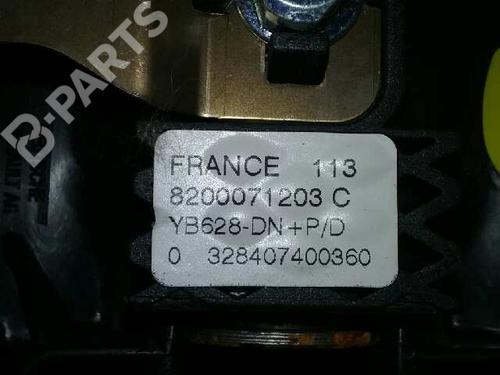 B-PARTS
FRANCE 113
8200071203 C
YB628-DN+P/D
0 328407400360